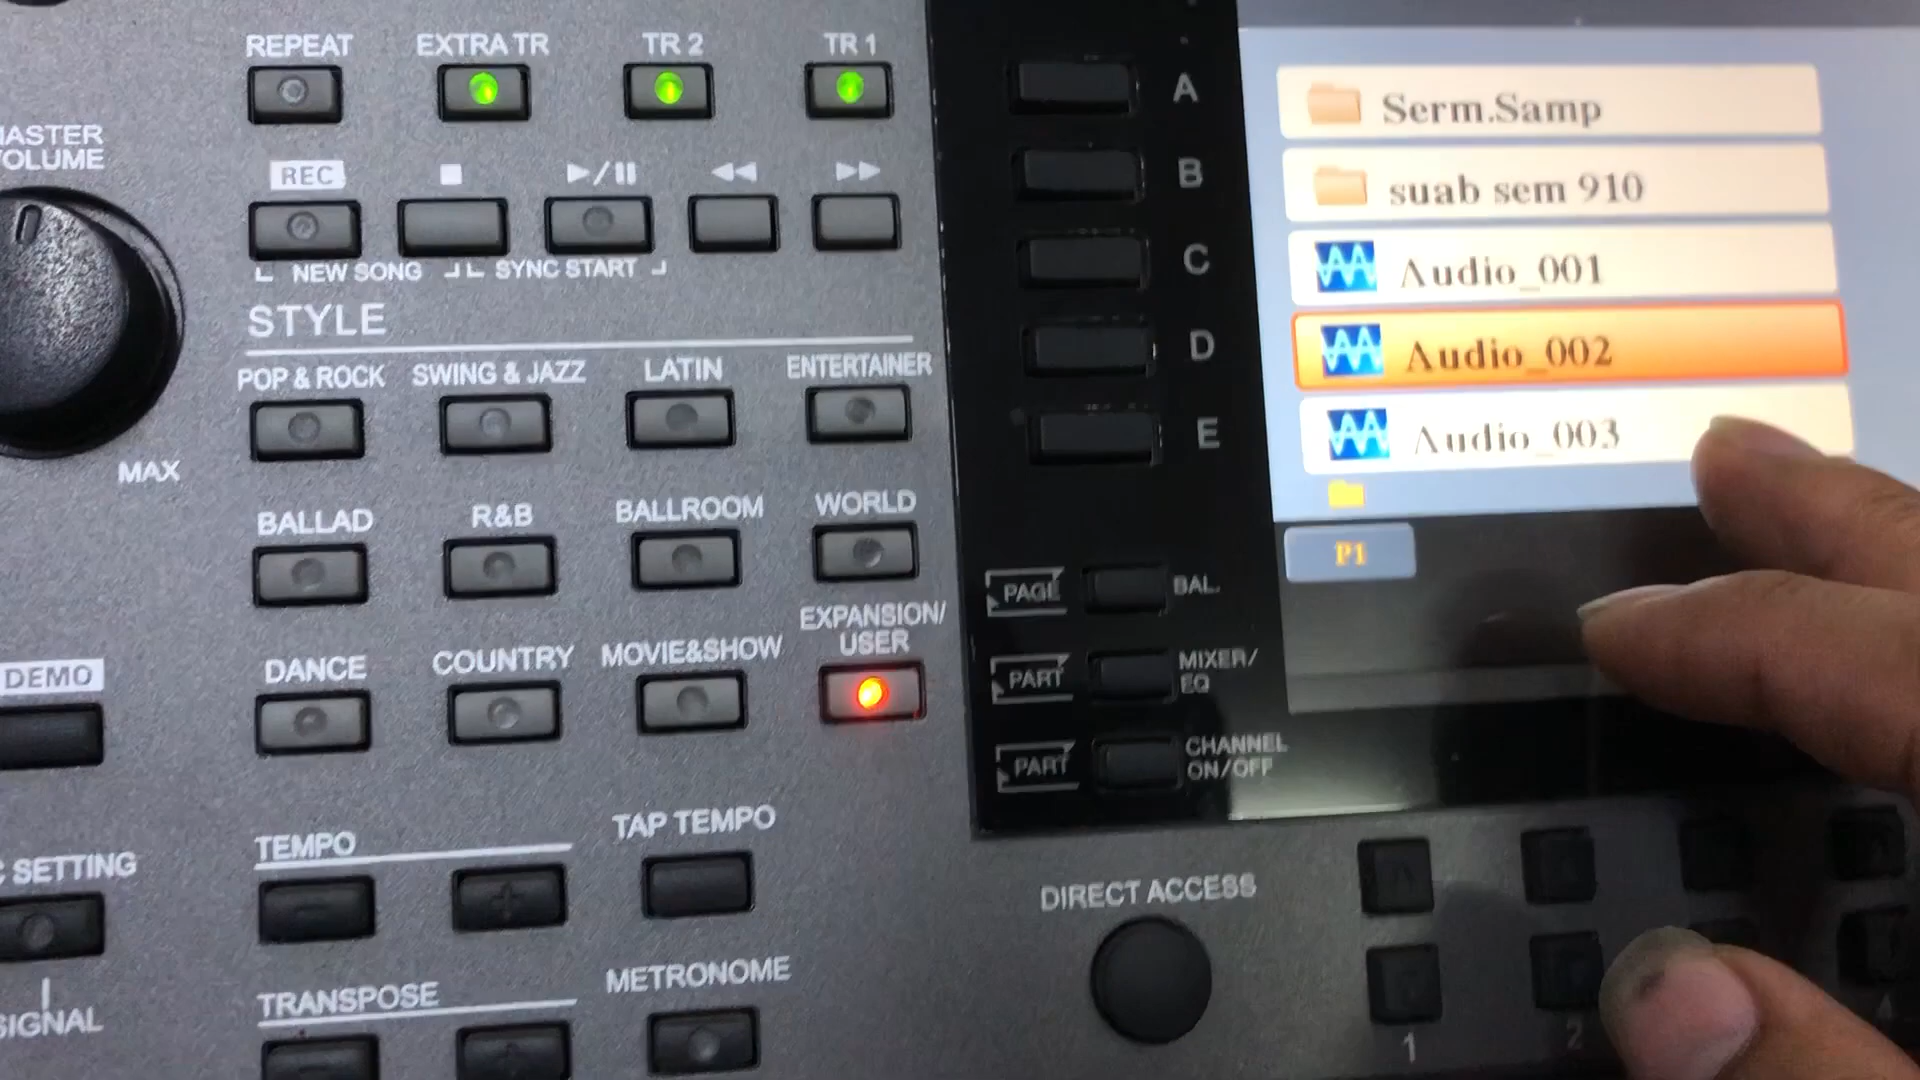 REPEAT
EXTRA TR
TR 2
TR 1
MASTER
VOLUME
REC
NEW SONG
SYNC START
STYLE
POP & ROCK
SWING & JAZZ
LATIN
ENTERTAINER
MAX
BALLAD
R&B
BALLROOM
WORLD
DEMO
DANCE
COUNTRY
MOVIE&SHOW
EXPANSION/
USER
TEMPO
TAP TEMPO
SETTING
SIGNAL
TRANSPOSE
METRONOME
A
B
C
D
E
PAGE
BAL.
PART
MIXER/
EQ
PART
CHANNEL
ON/OFF
DIRECT ACCESS
1
2
Serm.Samp
suab sem 910
Audio_001
Audio_002
Audio_003
P1